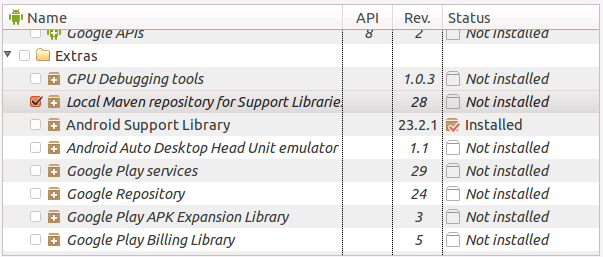 Name API Rev. Status
Google APIs 8 2 Not installed
Extras
GPU Debugging tools 1.0.3 Not installed
Local Maven repository for Support Librarie 28 Not installed
Android Support Library 23.2.1 Installed
Android Auto Desktop Head Unit emulator 1.1 Not installed
Google Play services 29 Not installed
Google Repository 24 Not installed
Google Play APK Expansion Library 3 Not installed
Google Play Billing Library 5 Not installed